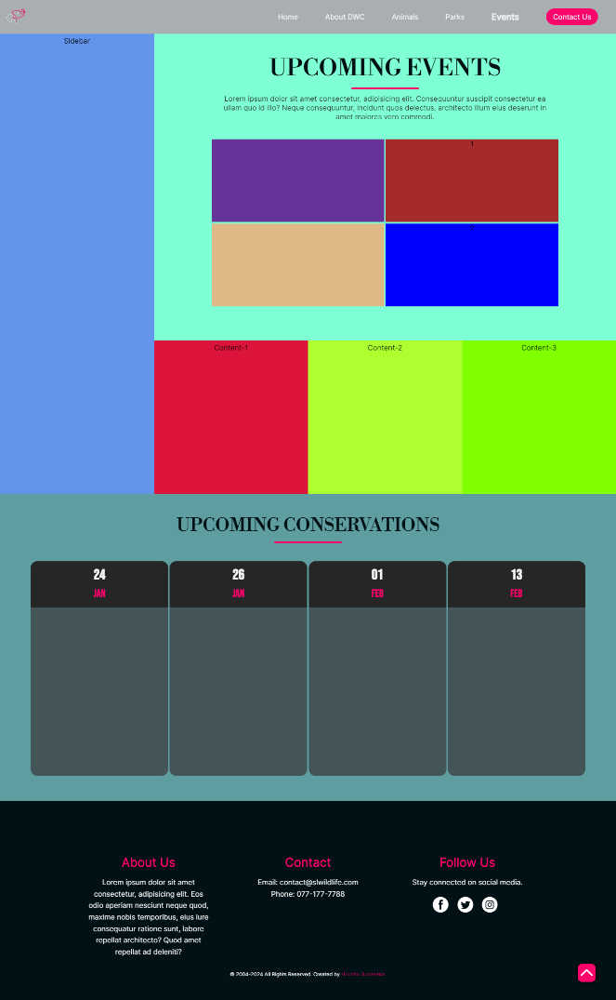 Home About DWC Animals Parks Events Contact Us
Sidebar
UPCOMING EVENTS
Lorem ipsum dolor sit amet consectetur, adipisicing elit. Consequuntur suscipit consectetur ea
ullam quo id illo? Neque consequuntur, incidunt quos delectus, architecto illum eius deserunt in
amet maiores vero commodi.
1
Content-1 Content-2 Content-3
UPCOMING CONSERVATIONS
24
JAN
26
JAN
01
FEB
13
FEB
About Us
Lorem ipsum dolor sit amet
consectetur, adipisicing elit. Eos
odio aperiam nesciunt neque quod,
maxime nobis temporibus, eius iure
consequatur ratione sunt, labore
repellat architecto? Quod amet
repellat ad deleniti?
Contact
Email: contact@slwildlife.com
Phone: 077-177-7788
Follow Us
Stay connected on social media.
© 2004-2024 All Rights Reserved. Created by